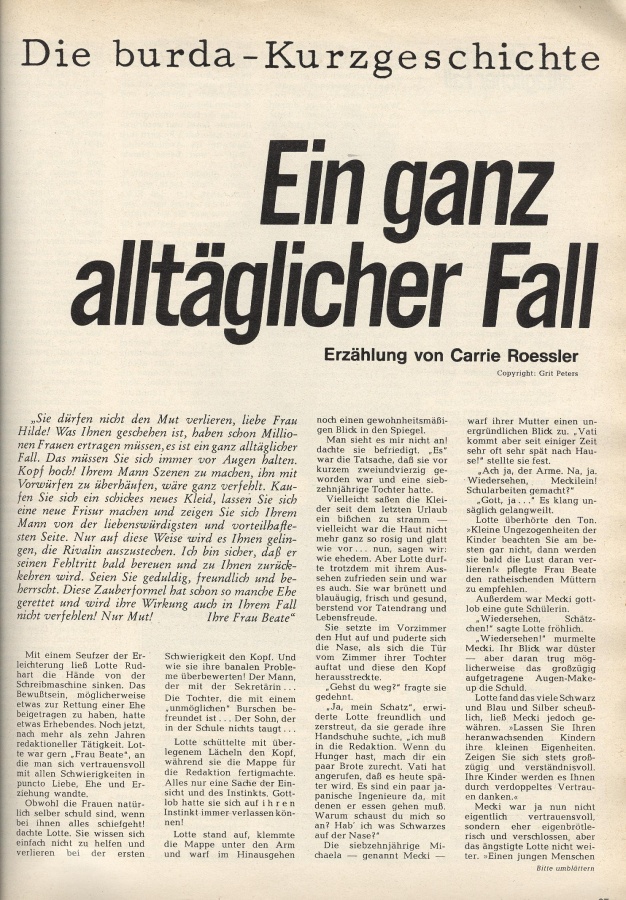 Die burda-Kurzgeschichte
Ein ganz
alltäglicher Fall
Erzählung von Carrie Roessler
Copyright: Grit Peters
„Sie dürfen nicht den Mut verlieren, liebe Frau
Hilde! Was Ihnen geschehen ist, haben schon Millio-
nen Frauen ertragen müssen, es ist ein ganz alltäglicher
Fall. Das müssen Sie sich immer vor Augen halten.
Kopf hoch! Ihrem Mann Szenen zu machen, ihn mit
Vorwürfen zu überhäufen, wäre ganz verfehlt. Kau-
fen Sie sich ein schickes neues Kleid, lassen Sie sich
eine neue Frisur machen und zeigen Sie sich Ihrem
Mann von der liebenswürdigsten und vorteilhafte-
sten Seite. Nur auf diese Weise wird es Ihnen gelin-
gen, die Rivalin auszustechen. Ich bin sicher, daß er
seinen Fehltritt bald bereuen und zu Ihnen zurück-
kehren wird. Seien Sie geduldig, freundlich und be-
herrscht. Diese Zauberformel hat schon so manche Ehe
gerettet und wird ihre Wirkung auch in Ihrem Fall
nicht verfehlen! Nur Mut! Ihre Frau Beate“
Mit einem Seufzer der Er-
leichterung ließ Lotte Rud-
hart die Hände von der
Schreibmaschine sinken. Das
Bewußtsein, möglicherweise
etwas zur Rettung einer Ehe
beigetragen zu haben, hatte
etwas Erhebendes. Noch jetzt,
nach mehr als zehn Jahren
redaktioneller Tätigkeit. Lot-
te war gern „Frau Beate“, an
die man sich vertrauensvoll
mit allen Schwierigkeiten in
puncto Liebe, Ehe und Er-
ziehung wandte.
Obwohl die Frauen natür-
lich selber schuld sind, wenn
bei ihnen alles schiefgeht!
dachte Lotte. Sie wissen sich
einfach nicht zu helfen und
verlieren bei der ersten
Schwierigkeit den Kopf. Und
wie sie ihre banalen Proble-
me überbewerten! Der Mann,
der mit der Sekretärin ...
Die Tochter, die mit einem
„unmöglichen“ Burschen be-
freundet ist ... Der Sohn, der
in der Schule nichts taugt ...
Lotte schüttelte mit über-
legenem Lächeln den Kopf,
während sie die Mappe für
die Redaktion fertigmachte.
Alles nur eine Sache der Ein-
sicht und des Instinkts. Gott-
lob hatte sie sich auf ihren
Instinkt immer verlassen kön-
nen!
Lotte stand auf, klemmte
die Mappe unter den Arm
und warf im Hinausgehen
noch einen gewohnheitsmäßi-
gen Blick in den Spiegel.
Man sieht es mir nicht an!
dachte sie befriedigt. „Es“
war die Tatsache, daß sie vor
kurzem zweiundvierzig ge-
worden war und eine sieb-
zehnjährige Tochter hatte.
Vielleicht saßen die Klei-
der seit dem letzten Urlaub
ein bißchen zu stramm —
vielleicht war die Haut nicht
mehr ganz so rosig und glatt
wie vor ... nun, sagen wir:
wie ehedem. Aber Lotte durf-
te trotzdem mit ihrem Aus-
sehen zufrieden sein und war
es auch. Sie war brünett und
blauäugig, frisch und gesund,
berstend vor Tatendrang und
Lebensfreude.
Sie setzte im Vorzimmer
den Hut auf und puderte sich
die Nase, als sich die Tür
vom Zimmer ihrer Tochter
auftat und diese den Kopf
herausstreckte.
„Gehst du weg?“ fragte sie
gedehnt.
„Ja, mein Schatz“, erwi-
derte Lotte freundlich und
zerstreut, da sie gerade ihre
Handschuhe suchte, „ich muß
in die Redaktion. Wenn du
Hunger hast, mach dir ein
paar Brote zurecht. Vati hat
angerufen, daß es heute spä-
ter wird. Es sind ein paar ja-
panische Ingenieure da, mit
denen er essen gehen muß.
Warum schaust du mich so
an? Hab' ich was Schwarzes
auf der Nase?“
Die siebzehnjährige Mi-
chaela — genannt Mecki —
warf ihrer Mutter einen un-
ergründlichen Blick zu. „Vati
kommt aber seit einiger Zeit
sehr oft sehr spät nach Hau-
se!“ stellte sie fest.
„Ach ja, der Arme. Na, ja.
Wiedersehen, Meckilein!
Schularbeiten gemacht?“
„Gott, ja ...“ Es klang un-
säglich gelangweilt.
Lotte überhörte den Ton.
»Kleine Ungezogenheiten der
Kinder beachten Sie am be-
sten gar nicht, dann werden
sie bald die Lust daran ver-
lieren!« pflegte Frau Beate
den ratheischenden Müttern
zu empfehlen.
Außerdem war Mecki gott-
lob eine gute Schülerin.
„Wiedersehen, Schätz-
chen!“ sagte Lotte fröhlich.
„Wiedersehen!“ murmelte
Mecki. Ihr Blick war düster
— aber daran trug mög-
licherweise das großzügig
aufgetragene Augen-Make-
up die Schuld.
Lotte fand das viele Schwarz
und Blau und Silber scheuß-
lich, ließ Mecki jedoch ge-
währen. »Lassen Sie Ihren
heranwachsenden Kindern
ihre kleinen Eigenheiten.
Zeigen Sie sich stets groß-
zügig und verständnisvoll.
Ihre Kinder werden es Ihnen
durch verdoppeltes Vertrau-
en danken.«
Mecki war ja nun nicht
eigentlich vertrauensvoll,
sondern eher eigenbrötle-
risch und verschlossen, aber
das ängstigte Lotte nicht wei-
ter. »Einen jungen Menschen
Bitte umblättern